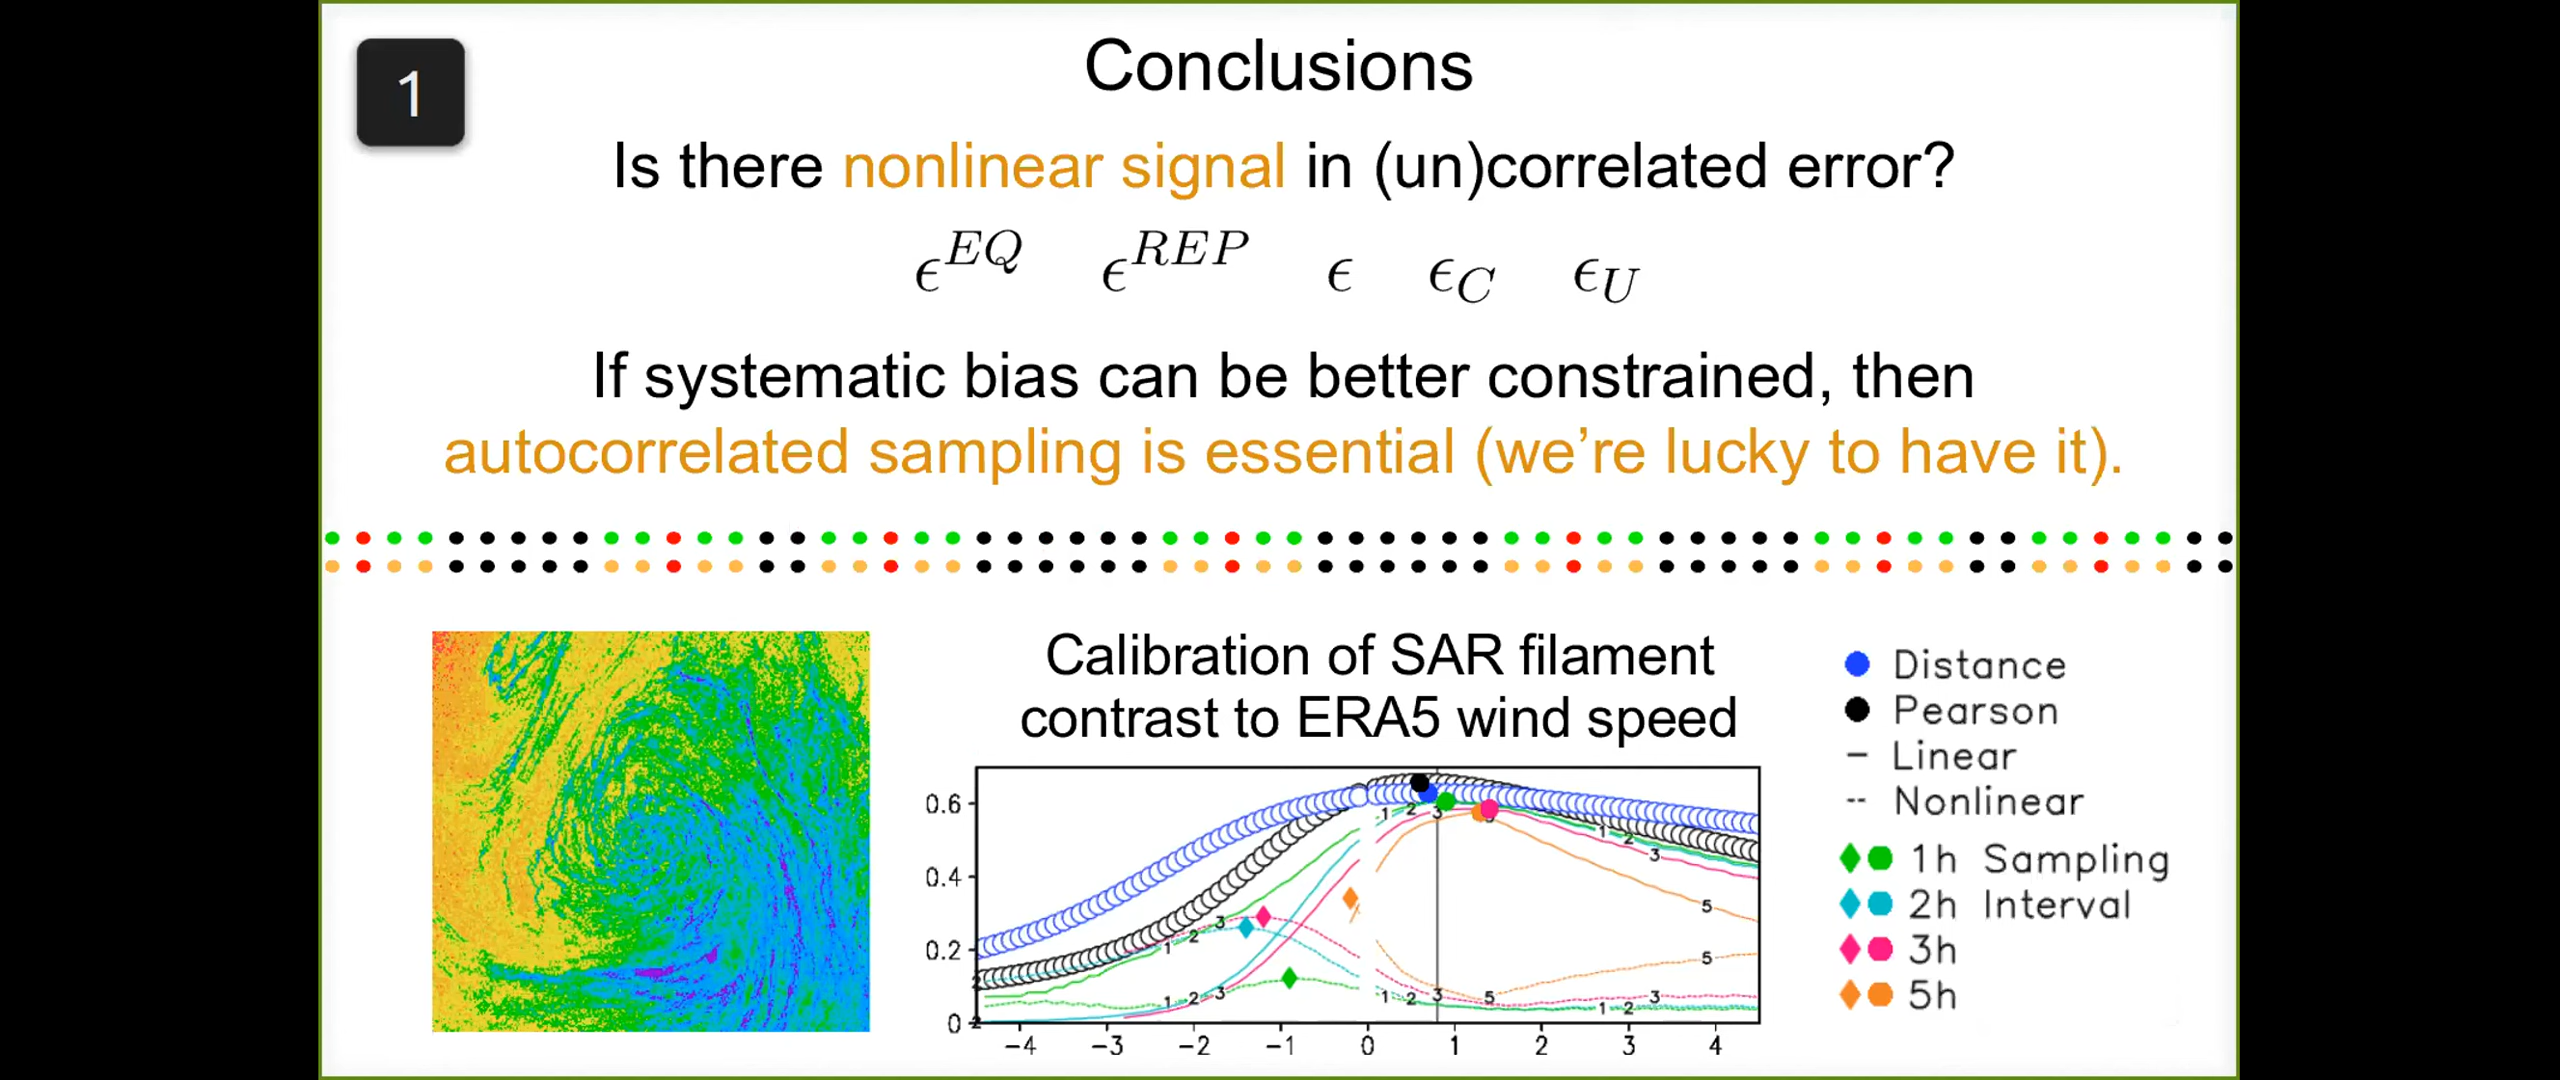 1
Conclusions
Is there nonlinear signal in (un)correlated error?
ϵ^{EQ} ϵ^{REP} ϵ ϵ_C ϵ_U
If systematic bias can be better constrained, then
autocorrelated sampling is essential (we’re lucky to have it).
Calibration of SAR filament
contrast to ERA5 wind speed
Distance
Pearson
— Linear
-- Nonlinear
1h Sampling
2h Interval
3h
5h
0.6
0.4
0.2
0
−4 −3 −2 −1 0 1 2 3 4